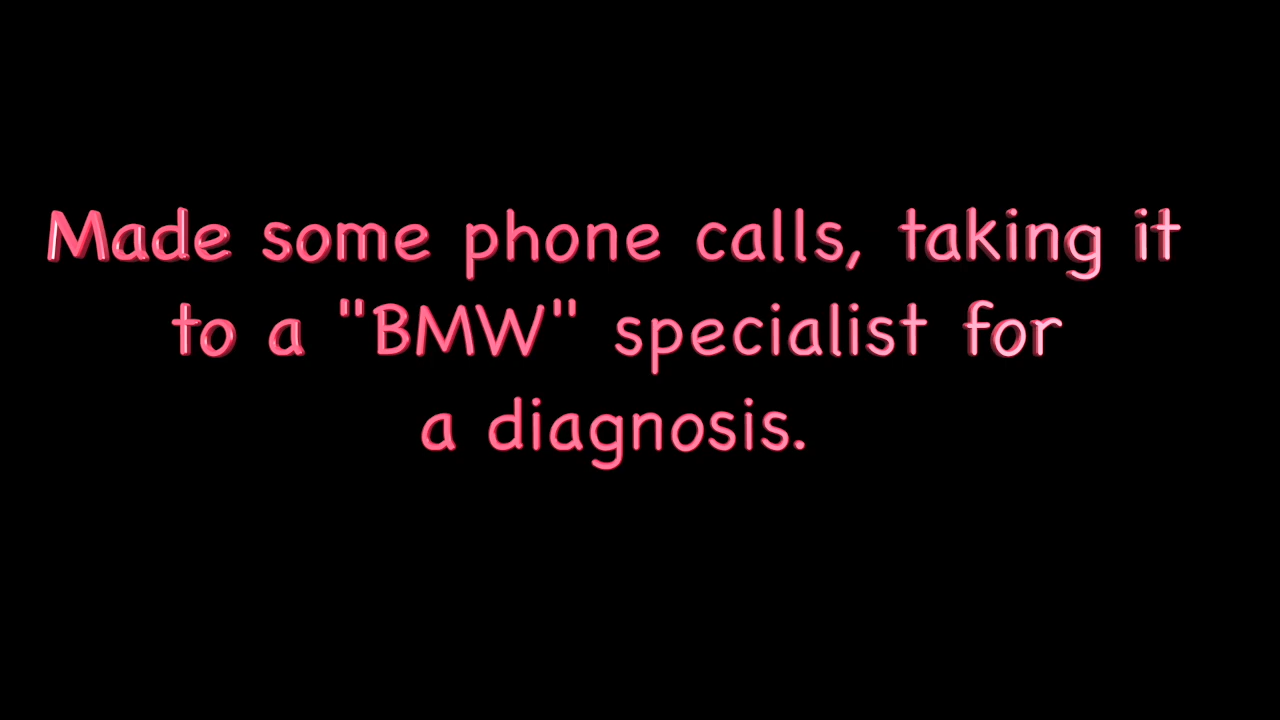 Made some phone calls, taking it
to a "BMW" specialist for
a diagnosis.